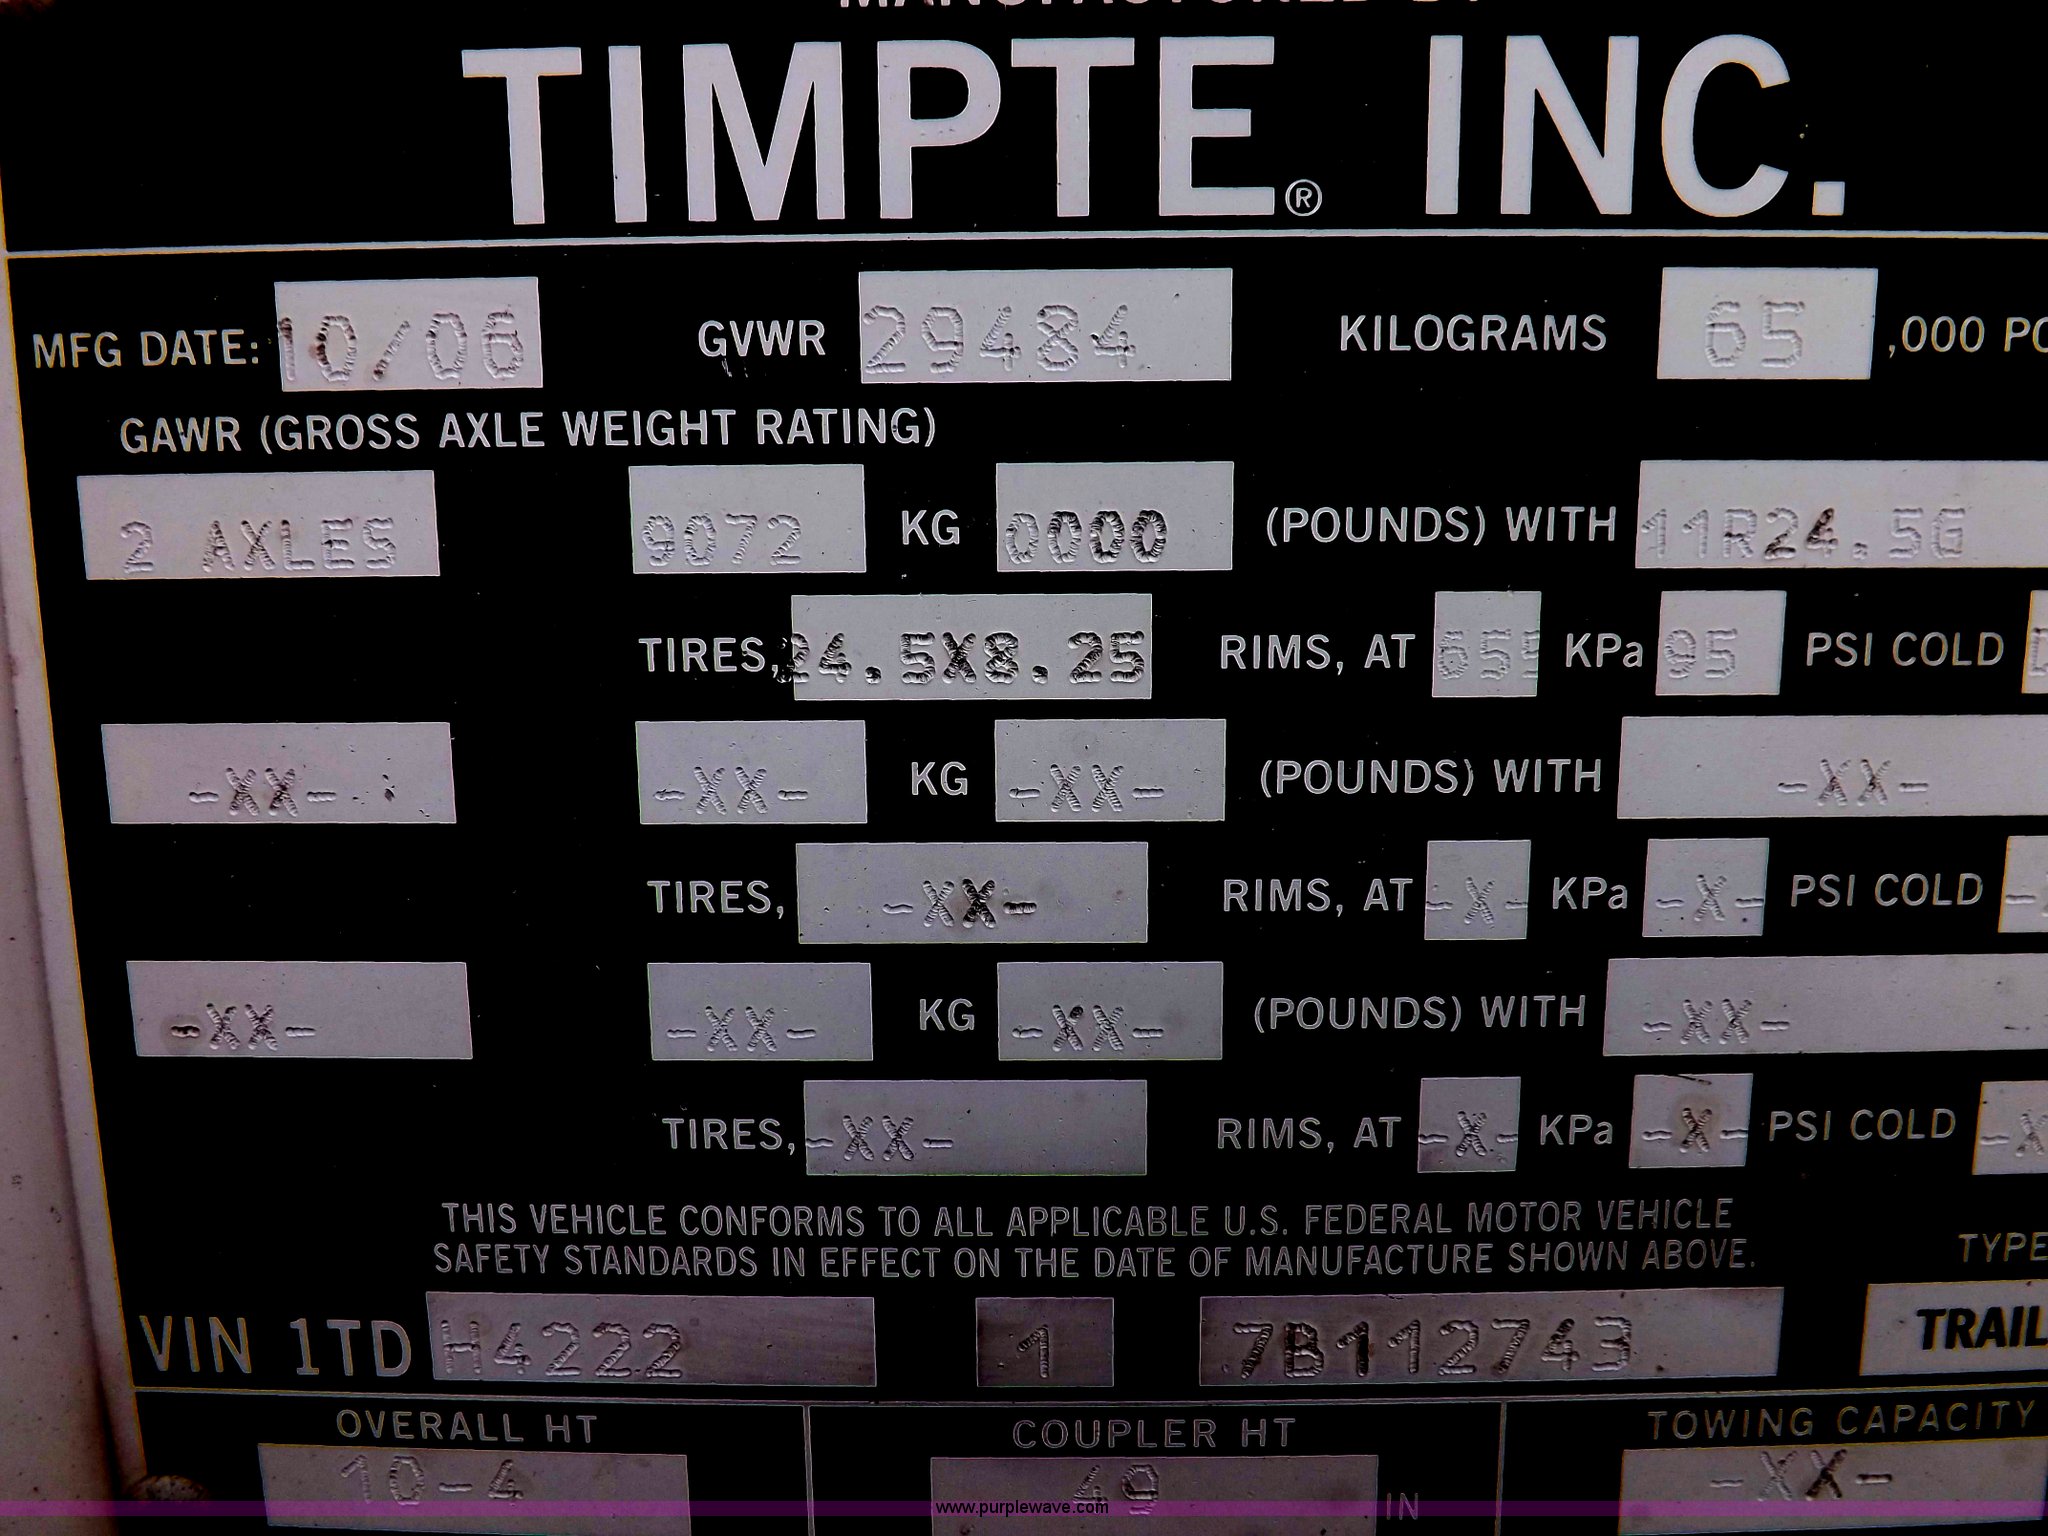 MANUFACTURED BY
TIMPTE® INC.
MFG DATE: 10/06 GVWR 29484 KILOGRAMS 65 ,000 PO
GAWR (GROSS AXLE WEIGHT RATING)
2 AXLES 9072 KG 0000 (POUNDS) WITH 11R24.5G
TIRES, 24.5X8.25 RIMS, AT 655 KPa 95 PSI COLD
-XX- -XX- KG -XX- (POUNDS) WITH -XX-
TIRES, -XX- RIMS, AT -X- KPa -X- PSI COLD
-XX- -XX- KG -XX- (POUNDS) WITH -XX-
TIRES, -XX- RIMS, AT -X- KPa -X- PSI COLD -X
THIS VEHICLE CONFORMS TO ALL APPLICABLE U.S. FEDERAL MOTOR VEHICLE
SAFETY STANDARDS IN EFFECT ON THE DATE OF MANUFACTURE SHOWN ABOVE.
TYPE
VIN 1TD H4222 1 7B112743 TRAIL
OVERALL HT COUPLER HT TOWING CAPACITY
10-4 49 IN -XX-
www.purplewave.com